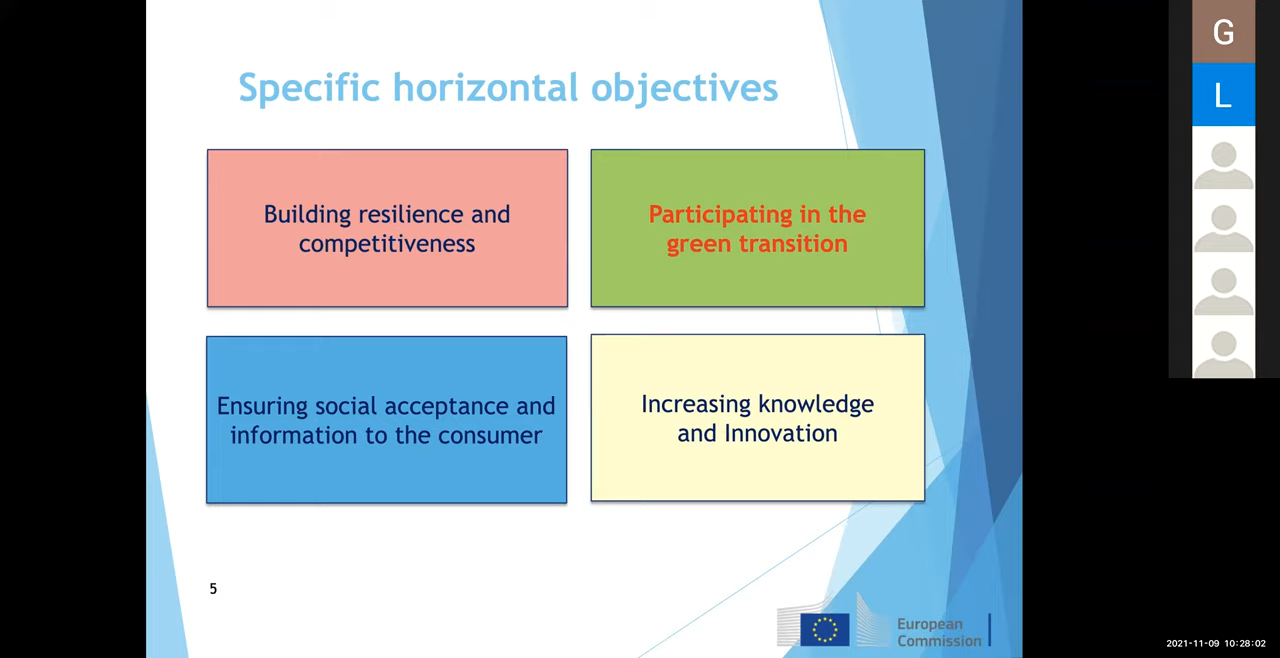 Specific horizontal objectives
Building resilience and
competitiveness
Participating in the
green transition
Ensuring social acceptance and
information to the consumer
Increasing knowledge
and Innovation
5
European
Commission
G
L
2021-11-09 10:28:02